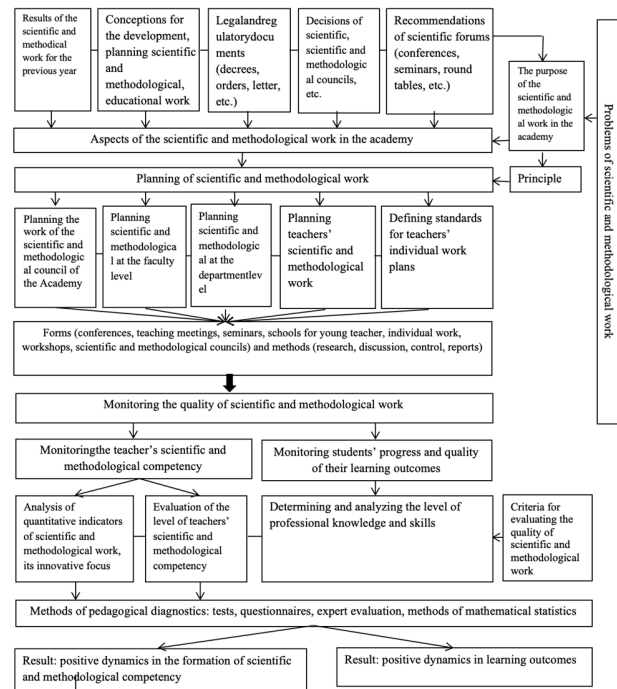 Results of the
scientific and
methodical
work for the
previous year
Conceptions for
the development,
planning scientific
and
methodological,
educational work
Legalandreg
ulatorydocu
ments
(decrees,
orders, letter,
etc.)
Decisions of
scientific,
scientific and
methodologi
cal councils,
etc.
Recommendations
of scientific forums
(conferences,
seminars, round
tables, etc.)
The purpose
of the
scientific and
methodologic
al work in the
academy
Problems of scientific and methodological work
Aspects of the scientific and methodological work in the academy
Planning of scientific and methodological work
Principle
Planning the
work of the
scientific and
methodologic
al council of
the Academy
Planning
scientific and
methodologica
l at the faculty
level
Planning
scientific and
methodologic
al at the
departmentlev
el
Planning
teachers’
scientific and
methodological
work
Defining standards
for teachers’
individual work
plans
Forms (conferences, teaching meetings, seminars, schools for young teacher, individual work,
workshops, scientific and methodological councils) and methods (research, discussion, control, reports)
Monitoring the quality of scientific and methodological work
Monitoringthe teacher’s scientific and
methodological competency
Monitoring students’ progress and quality
of their learning outcomes
Analysis of
quantitative indicators
of scientific and
methodological work,
its innovative focus
Evaluation of the
level of teachers’
scientific and
methodological
competency
Determining and analyzing the level of
professional knowledge and skills
Criteria for
evaluating the
quality of
scientific and
methodological
work
Methods of pedagogical diagnostics: tests, questionnaires, expert evaluation, methods of mathematical statistics
Result: positive dynamics in the formation of scientific
and methodological competency
Result: positive dynamics in learning outcomes